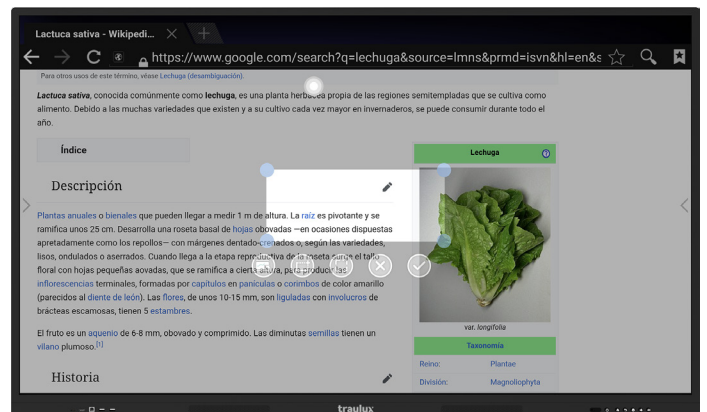 Lactuca sativa - Wikipedi...
https://www.google.com/search?q=lechuga&source=lmns&prmd=isvn&hl=en&s
Para otros usos de este término, véase Lechuga (desambiguación).
Lactuca sativa, conocida comúnmente como lechuga, es una planta herbácea propia de las regiones semitempladas que se cultiva como
alimento. Debido a las muchas variedades que existen y a su cultivo cada vez mayor en invernaderos, se puede consumir durante todo el
año.
Índice
Descripción
Plantas anuales o bienales que pueden llegar a medir 1 m de altura. La raíz es pivotante y se
ramifica unos 25 cm. Desarrolla una roseta basal de hojas obovadas —en ocasiones dispuestas
apretadamente como los repollos— con márgenes dentado-crenados o, según las variedades,
lisos, ondulados o aserrados. Cuando llega a la etapa reproductiva de la roseta surge el tallo
floral con hojas pequeñas aovadas, que se ramifica a cierta altura, para producir las
inflorescencias terminales, formadas por capítulos en panículas o corimbos de color amarillo
(parecidos al diente de león). Las flores, de unos 10-15 mm, son liguladas con involucros de
brácteas escamosas, tienen 5 estambres.
El fruto es un aquenio de 6-8 mm, obovado y comprimido. Las diminutas semillas tienen un
vilano plumoso.[1]
Historia
Lechuga
var. longifolia
Taxonomía
Reino: Plantae
División: Magnoliophyta
traulux